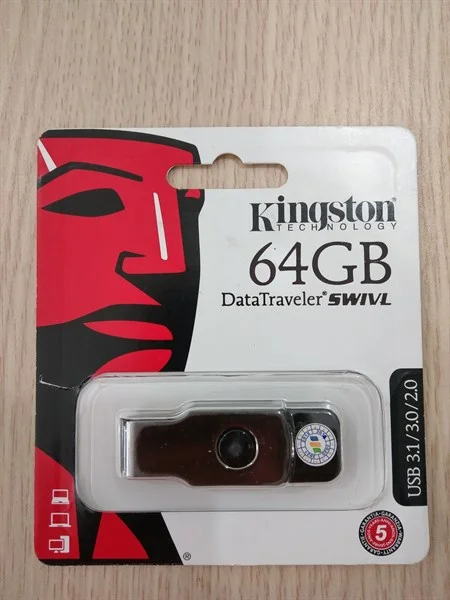 Kingston
TECHNOLOGY
64GB
DataTraveler® SWIVL
USB 3.1 / 3.0 / 2.0
5
®